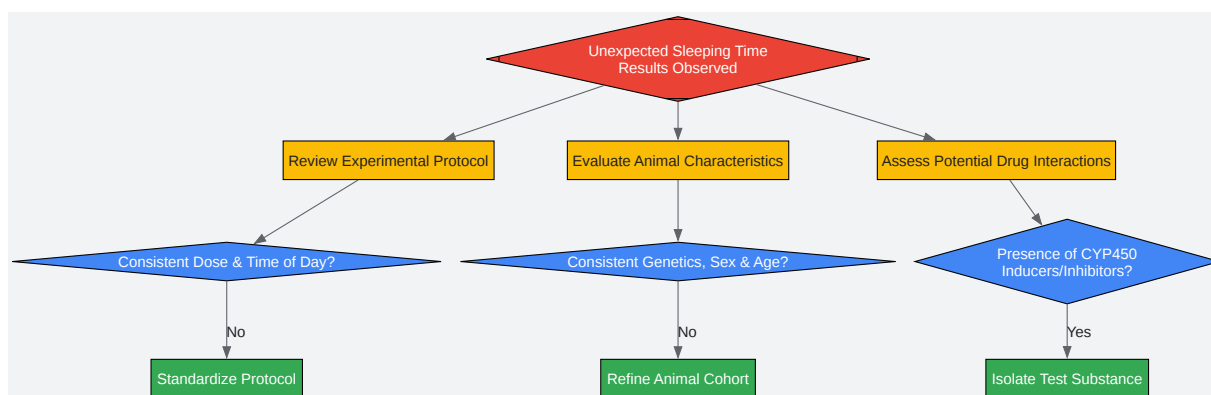 Unexpected Sleeping Time
Results Observed
Review Experimental Protocol
Evaluate Animal Characteristics
Assess Potential Drug Interactions
Consistent Dose & Time of Day?
Consistent Genetics, Sex & Age?
Presence of CYP450
Inducers/Inhibitors?
No
No
Yes
Standardize Protocol
Refine Animal Cohort
Isolate Test Substance